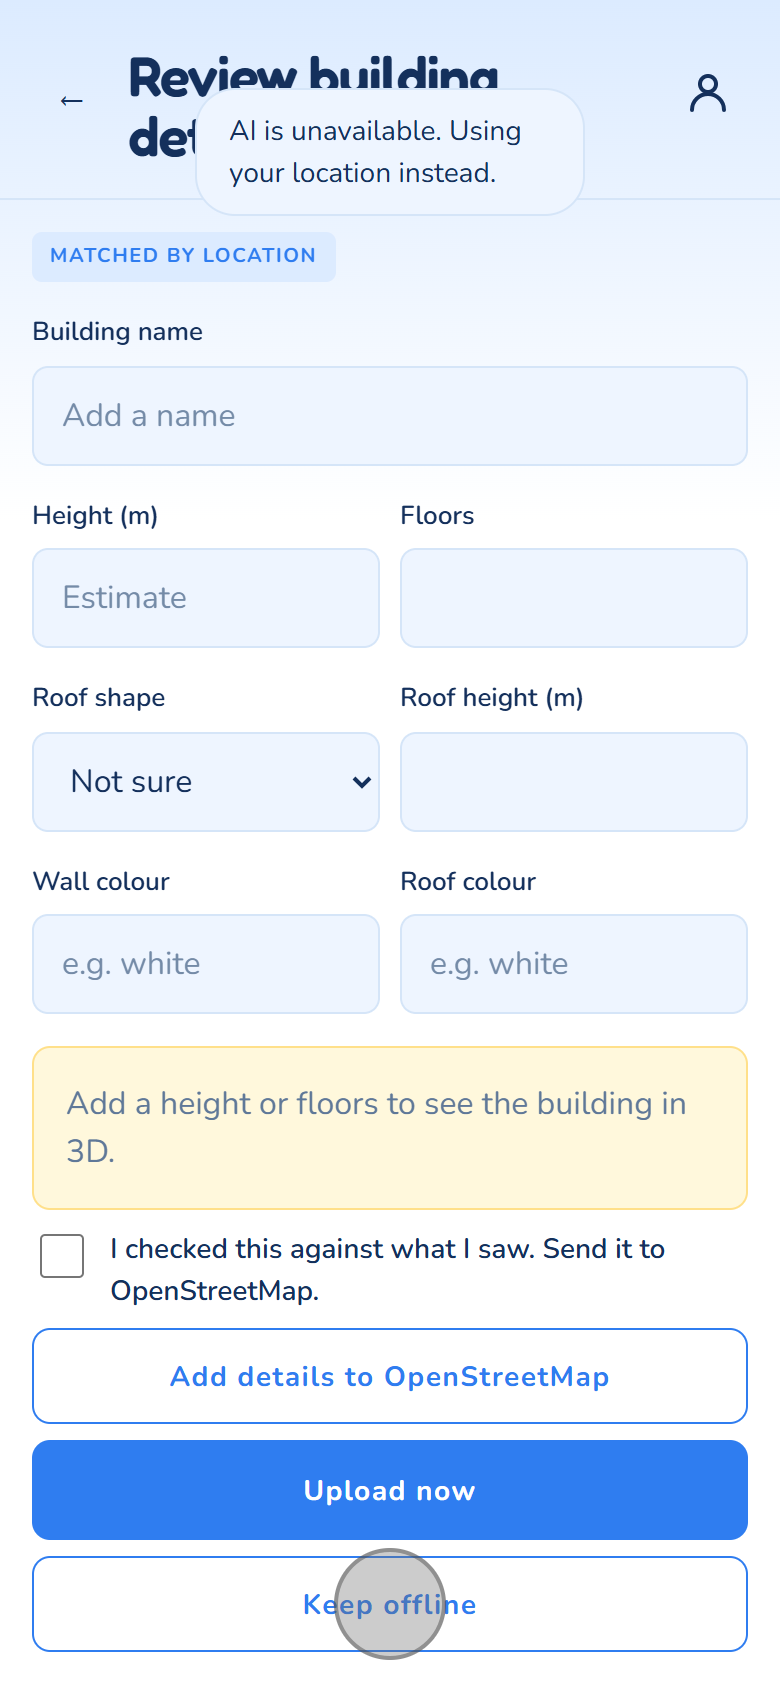 ←
Review building
AI is unavailable. Using
your location instead.
MATCHED BY LOCATION
Building name
Add a name
Height (m)
Floors
Estimate
Roof shape
Roof height (m)
Not sure
Wall colour
Roof colour
e.g. white
e.g. white
Add a height or floors to see the building in
3D.
I checked this against what I saw. Send it to
OpenStreetMap.
Add details to OpenStreetMap
Upload now
Keep offline